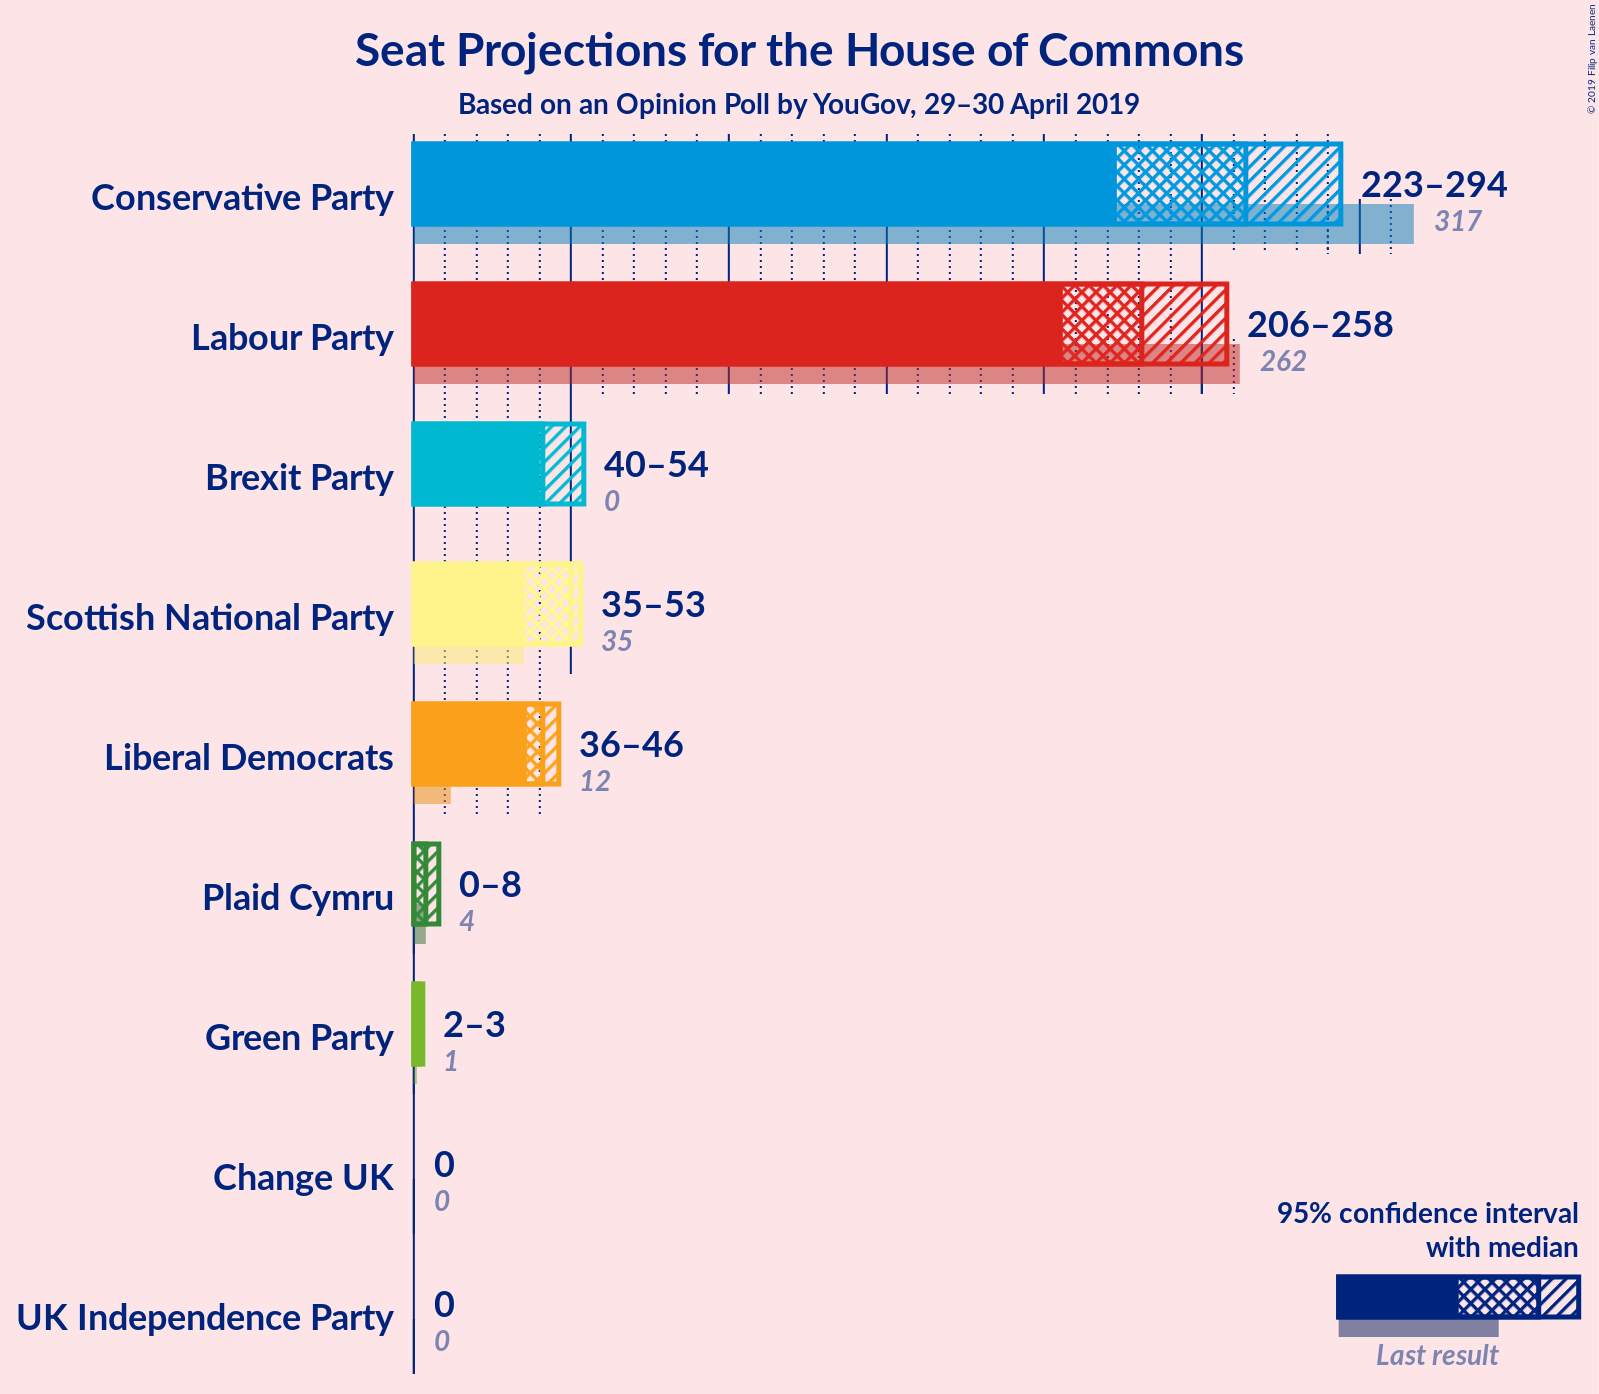 Seat Projections for the House of Commons
Based on an Opinion Poll by YouGov, 29–30 April 2019
© 2019 Filip van Laenen
Conservative Party
223–294
317
Labour Party
206–258
262
Brexit Party
40–54
0
Scottish National Party
35–53
35
Liberal Democrats
36–46
12
Plaid Cymru
0–8
4
Green Party
2–3
1
Change UK
0
0
UK Independence Party
0
0
95% confidence interval
with median
Last result